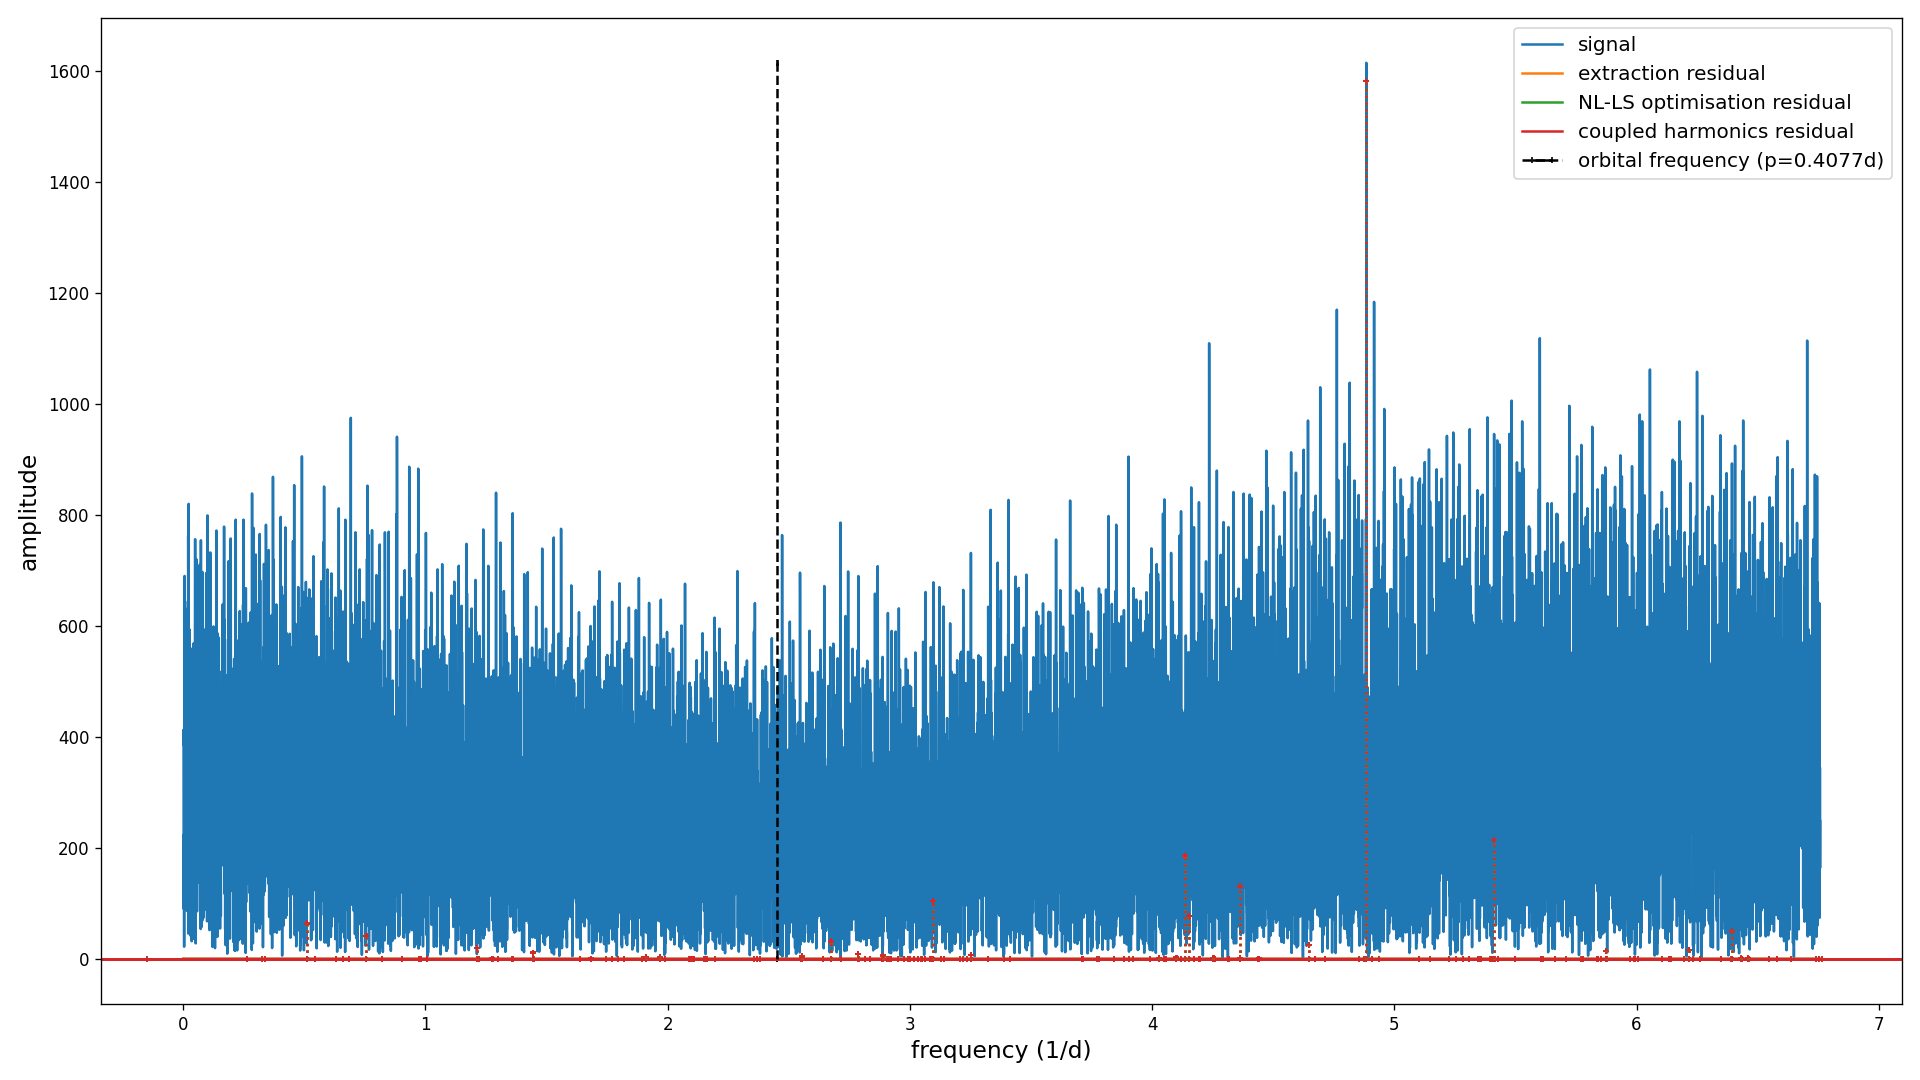 signal
extraction residual
NL-LS optimisation residual
coupled harmonics residual
orbital frequency (p=0.4077d)
amplitude
1600
1400
1200
1000
800
600
400
200
0
0 1 2 3 4 5 6 7
frequency (1/d)